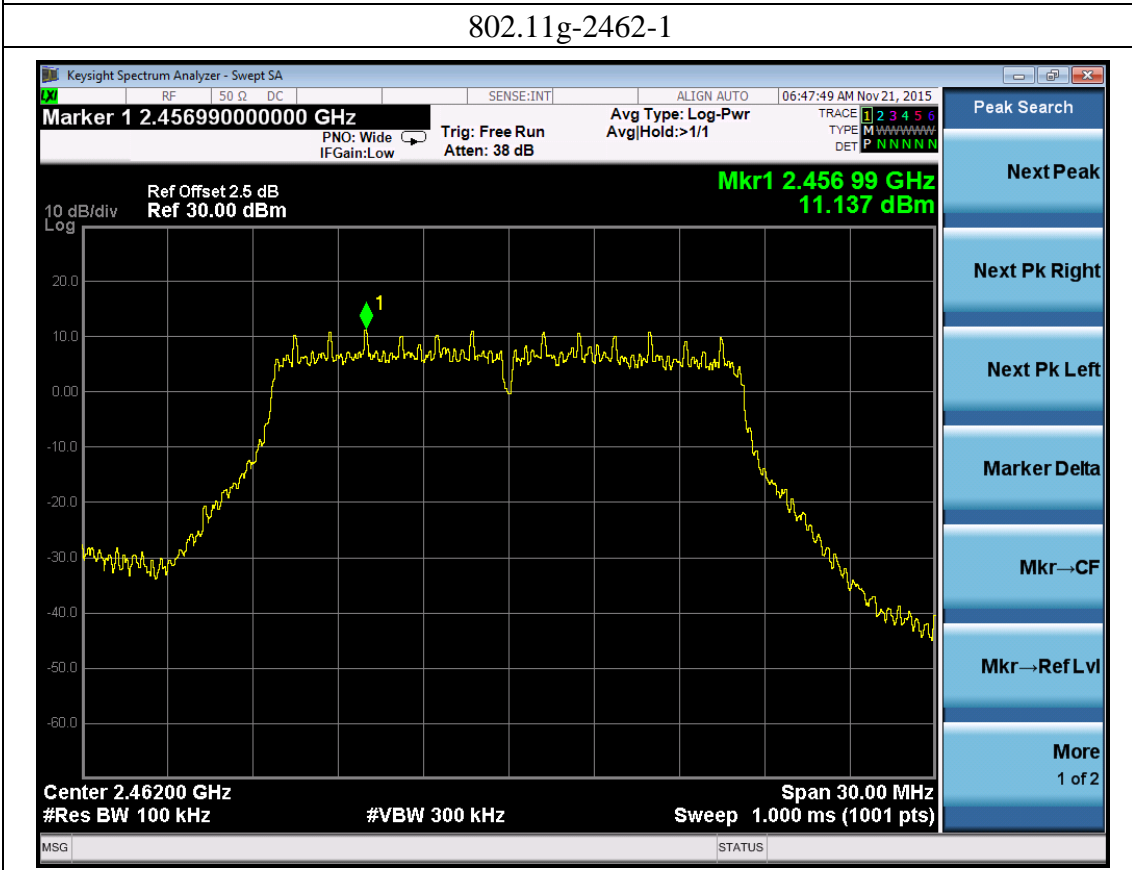 802.11g-2462-1
Keysight Spectrum Analyzer - Swept SA
LXI RF 50 Ω DC SENSE:INT ALIGN AUTO 06:47:49 AM Nov 21, 2015
Marker 1 2.456990000000 GHz
PNO: Wide
IFGain:Low
Trig: Free Run
Atten: 38 dB
Avg Type: Log-Pwr
Avg|Hold:>1/1
TRACE 1 2 3 4 5 6
TYPE M WWWWW
DET P N N N N N
Peak Search
Mkr1 2.456 99 GHz
11.137 dBm
Ref Offset 2.5 dB
10 dB/div Ref 30.00 dBm
Log
20.0
10.0
0.00
-10.0
-20.0
-30.0
-40.0
-50.0
-60.0
1
Center 2.46200 GHz Span 30.00 MHz
#Res BW 100 kHz #VBW 300 kHz Sweep 1.000 ms (1001 pts)
Next Peak
Next Pk Right
Next Pk Left
Marker Delta
Mkr→CF
Mkr→Ref Lvl
More
1 of 2
MSG STATUS